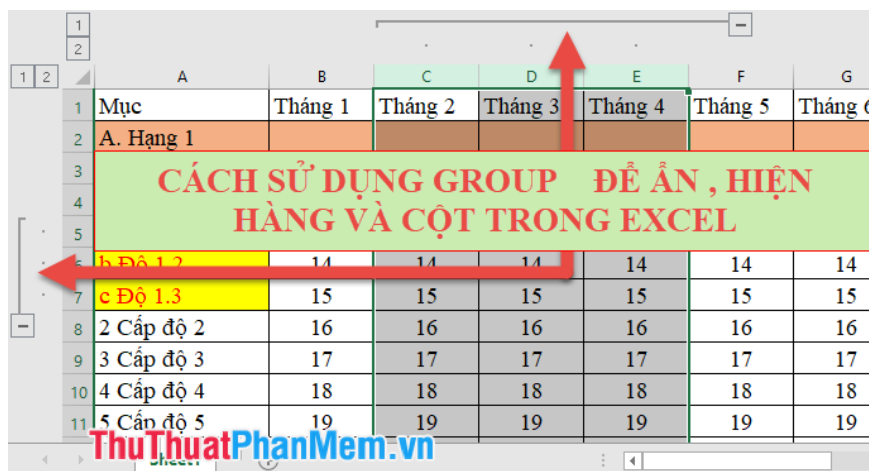 1
2
1 2
A B C D E F G
1 Mục Tháng 1 Tháng 2 Tháng 3 Tháng 4 Tháng 5 Tháng 6
2 A. Hạng 1
3
CÁCH SỬ DỤNG GROUP ĐỂ ẨN , HIỆN
4
HÀNG VÀ CỘT TRONG EXCEL
5
6 b Độ 1.2 14 14 14 14 14 14
7 c Độ 1.3 15 15 15 15 15 15
8 2 Cấp độ 2 16 16 16 16 16 16
9 3 Cấp độ 3 17 17 17 17 17 17
10 4 Cấp độ 4 18 18 18 18 18 18
11 5 Cấp độ 5 19 19 19 19 19 19
ThuThuatPhanMem.vn
Sheet1